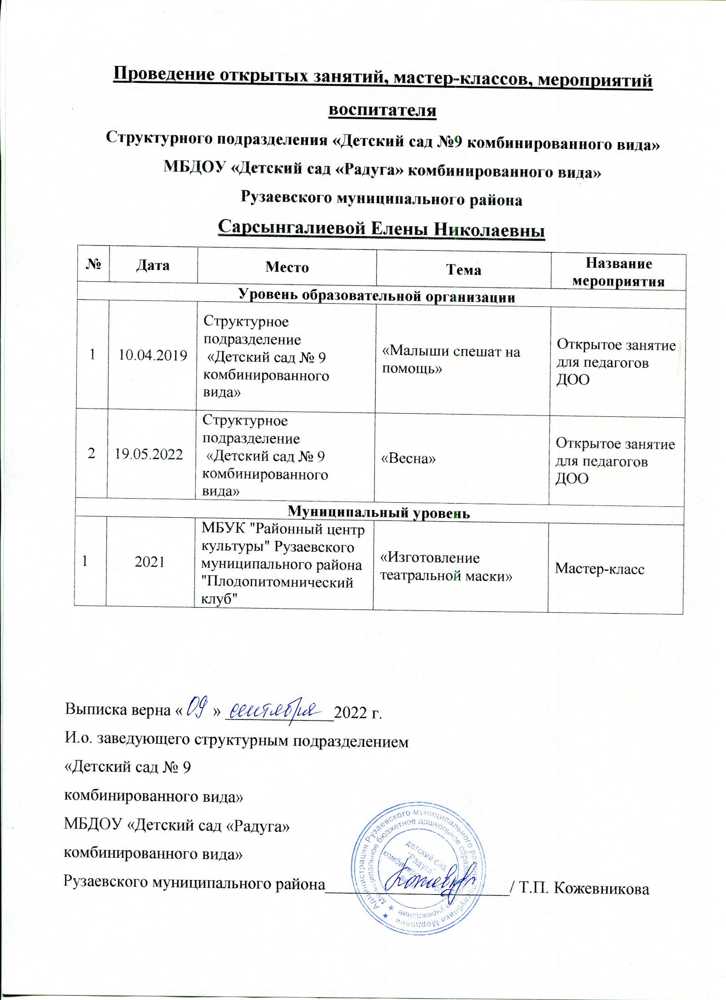 Проведение открытых занятий, мастер-классов, мероприятий
воспитателя
Структурного подразделения «Детский сад №9 комбинированного вида»
МБДОУ «Детский сад «Радуга» комбинированного вида»
Рузаевского муниципального района
Сарсынгалиевой Елены Николаевны
№ Дата Место Тема Название
мероприятия
Уровень образовательной организации
1 10.04.2019
Структурное
подразделение
«Детский сад № 9
комбинированного
вида»
«Малыши спешат на
помощь»
Открытое занятие
для педагогов
ДОО
2 19.05.2022
Структурное
подразделение
«Детский сад № 9
комбинированного
вида»
«Весна»
Открытое занятие
для педагогов
ДОО
Муниципальный уровень
1 2021
МБУК "Районный центр
культуры" Рузаевского
муниципального района
"Плодопитомнический
клуб"
«Изготовление
театральной маски»
Мастер-класс
Выписка верна « 09 » сентября 2022 г.
И.о. заведующего структурным подразделением
«Детский сад № 9
комбинированного вида»
МБДОУ «Детский сад «Радуга»
комбинированного вида»
Рузаевского муниципального района____________________/ Т.П. Кожевникова
Администрация Рузаевского муниципального района Республики Мордовия
Муниципальное бюджетное дошкольное образовательное учреждение
детский сад
"Радуга"
комбинированного
вида